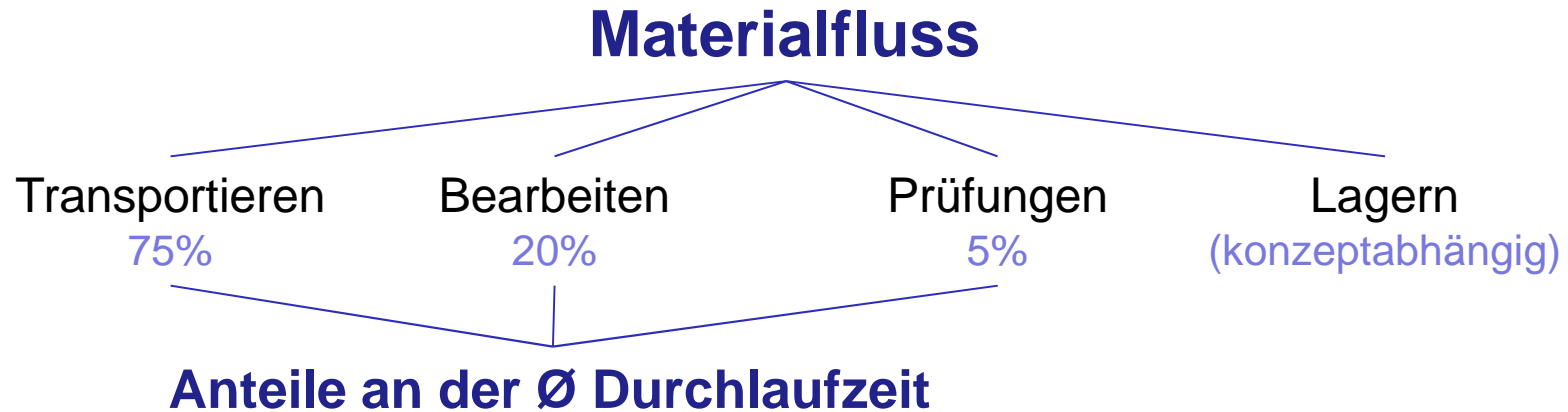 Materialfluss
Transportieren Bearbeiten Prüfungen Lagern
75% 20% 5% (konzeptabhängig)
Anteile an der Ø Durchlaufzeit